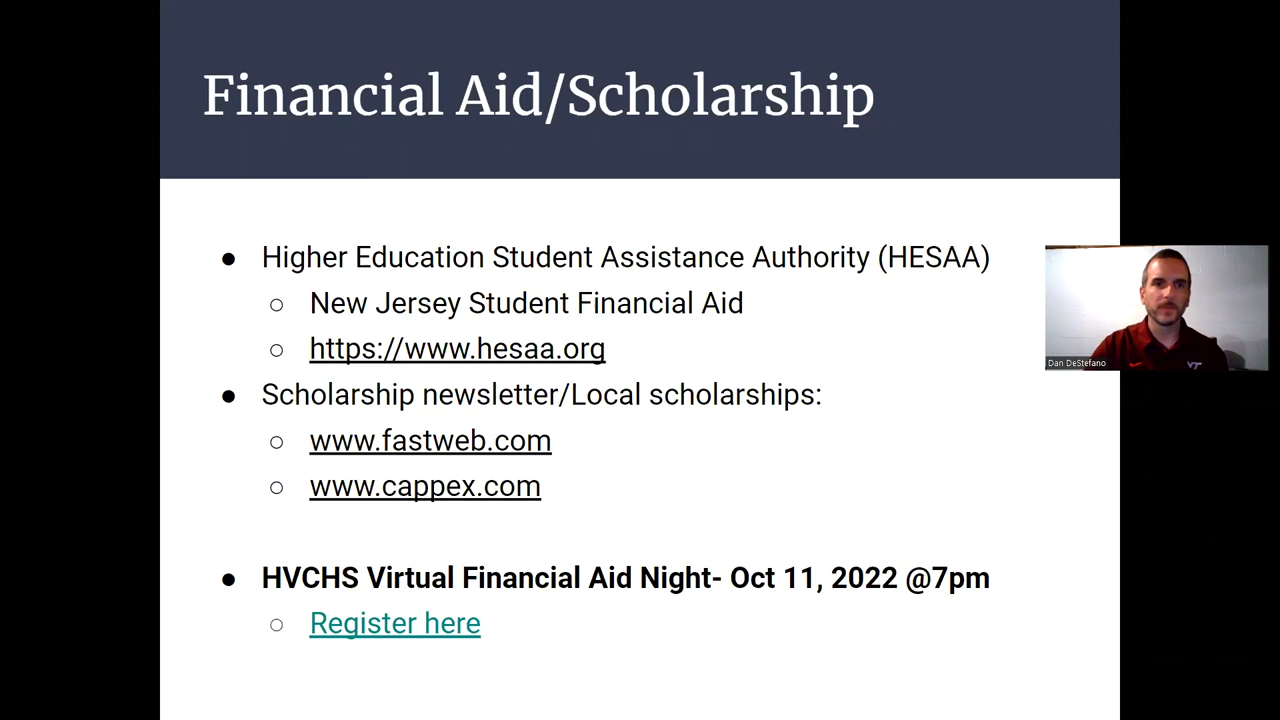 Financial Aid/Scholarship
● Higher Education Student Assistance Authority (HESAA)
○ New Jersey Student Financial Aid
○ https://www.hesaa.org
● Scholarship newsletter/Local scholarships:
○ www.fastweb.com
○ www.cappex.com
● HVCHS Virtual Financial Aid Night- Oct 11, 2022 @7pm
○ Register here
Dan DeStefano
VT